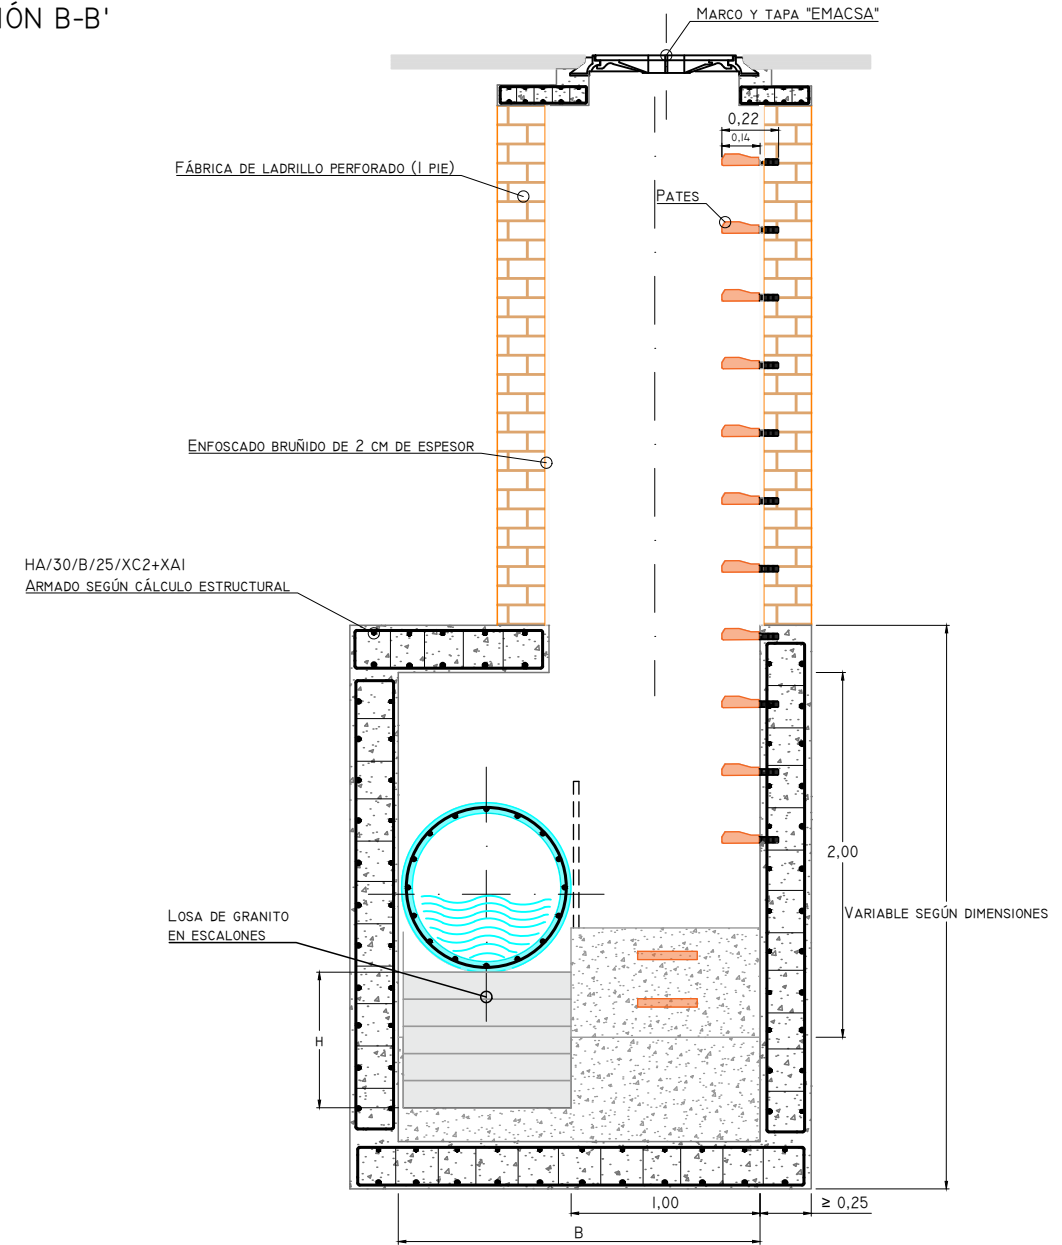 IÓN B-B'
MARCO Y TAPA "EMACSA"
0,22
0,14
FÁBRICA DE LADRILLO PERFORADO (1 PIE)
PATES
ENFOSCADO BRUÑIDO DE 2 CM DE ESPESOR
HA/30/B/25/XC2+XA1
ARMADO SEGÚN CÁLCULO ESTRUCTURAL
2,00
VARIABLE SEGÚN DIMENSIONES
LOSA DE GRANITO
EN ESCALONES
H
1,00
≥ 0,25
B